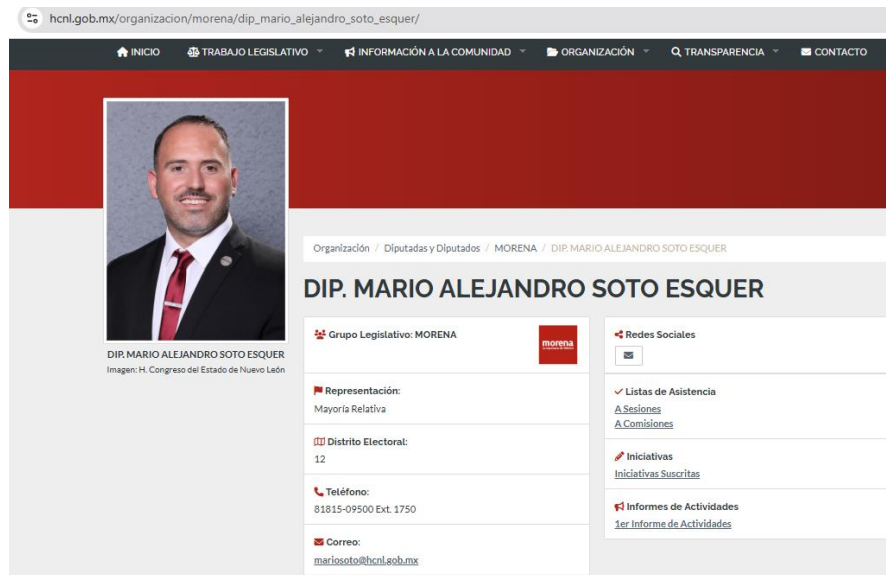 hcnl.gob.mx/organizacion/morena/dip_mario_alejandro_soto_esquer/
INICIO TRABAJO LEGISLATIVO INFORMACIÓN A LA COMUNIDAD ORGANIZACIÓN TRANSPARENCIA CONTACTO
Organización / Diputadas y Diputados / MORENA / DIP. MARIO ALEJANDRO SOTO ESQUER
DIP. MARIO ALEJANDRO SOTO ESQUER
DIP. MARIO ALEJANDRO SOTO ESQUER
Imagen: H. Congreso del Estado de Nuevo León
Grupo Legislativo: MORENA
morena
Representación:
Mayoría Relativa
Distrito Electoral:
12
Teléfono:
81815-09500 Ext. 1750
Correo:
mariosoto@hcnl.gob.mx
Redes Sociales
Listas de Asistencia
A Sesiones
A Comisiones
Iniciativas
Iniciativas Suscritas
Informes de Actividades
1er Informe de Actividades